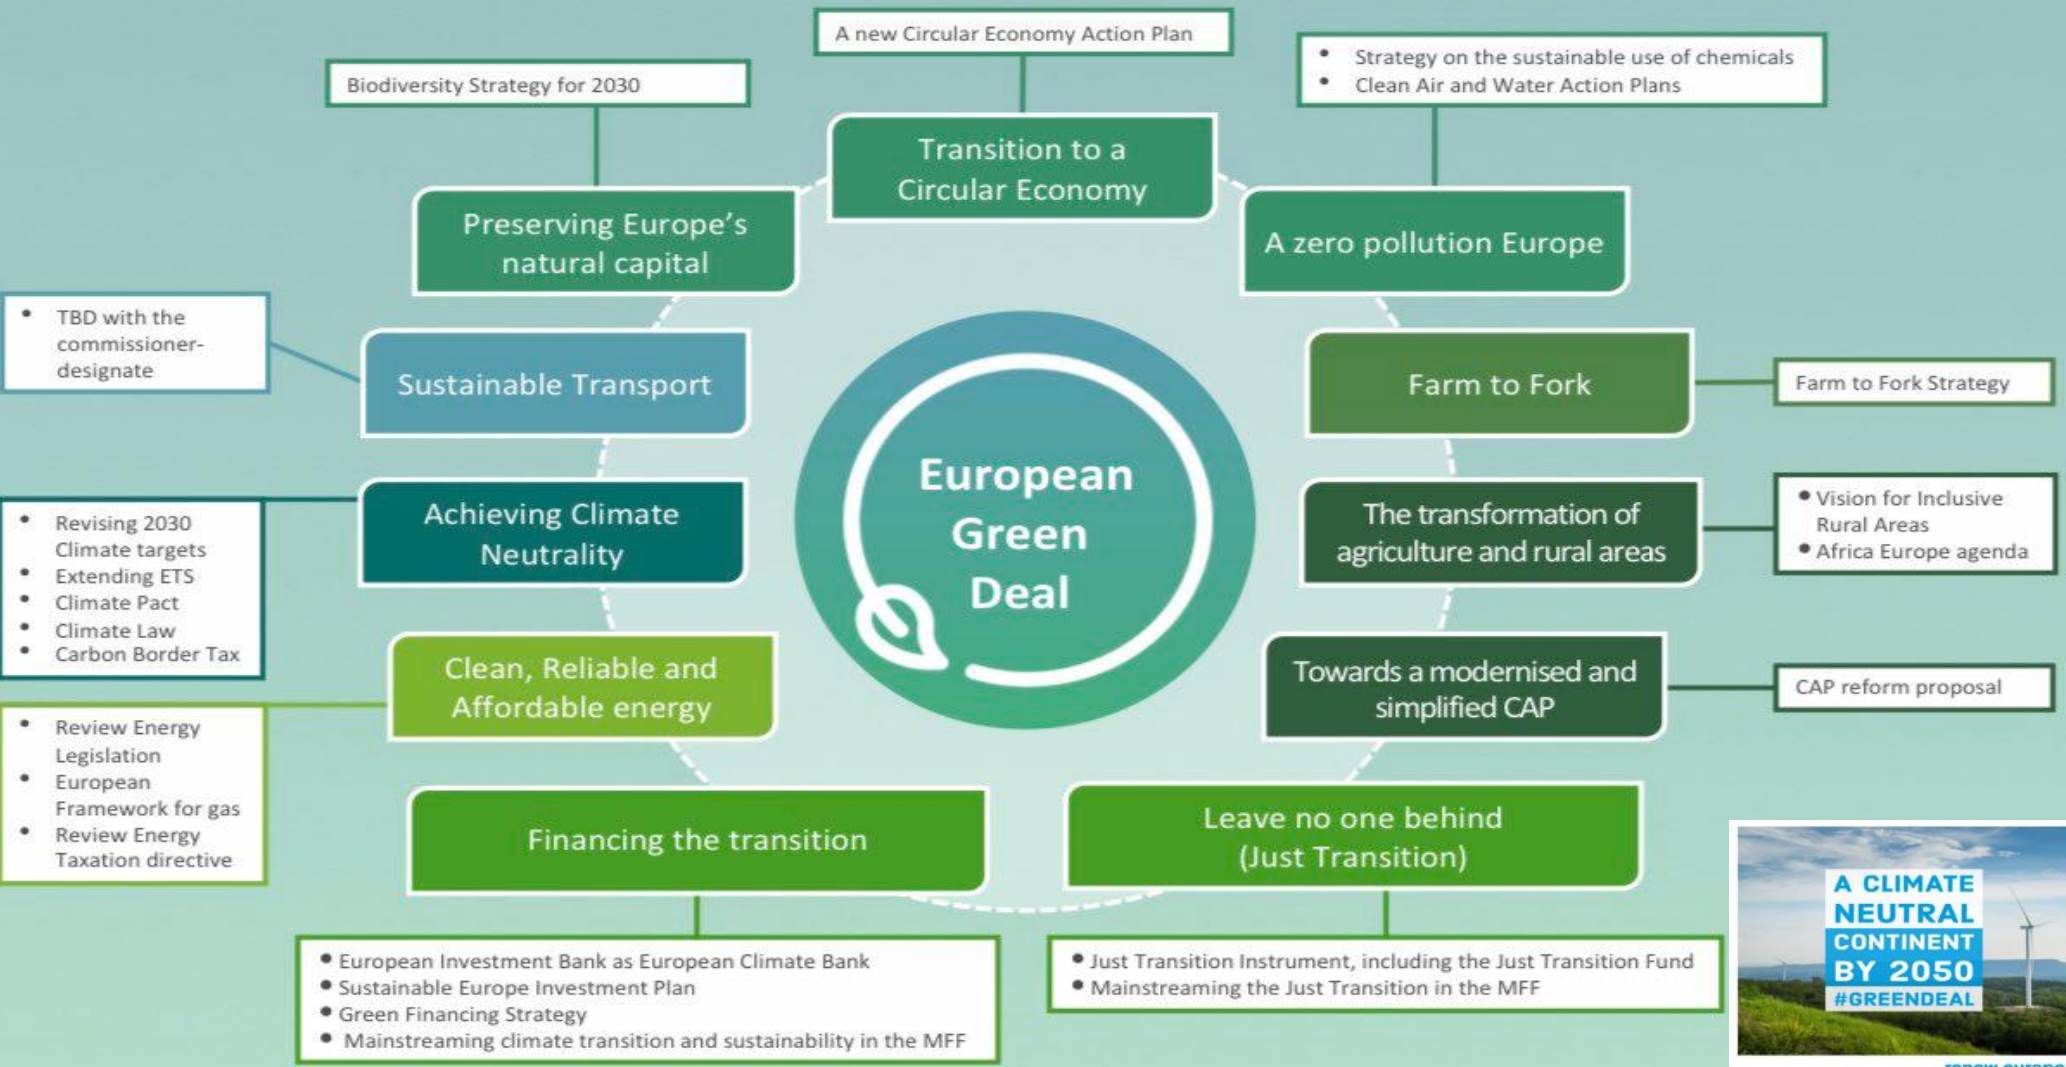 A new Circular Economy Action Plan
Biodiversity Strategy for 2030
• Strategy on the sustainable use of chemicals
• Clean Air and Water Action Plans
Transition to a
Circular Economy
Preserving Europe's
natural capital
A zero pollution Europe
• TBD with the
commissioner-
designate
Sustainable Transport
Farm to Fork
Farm to Fork Strategy
European
Green
Deal
Achieving Climate
Neutrality
• Revising 2030
Climate targets
• Extending ETS
• Climate Pact
• Climate Law
• Carbon Border Tax
The transformation of
agriculture and rural areas
• Vision for Inclusive
Rural Areas
• Africa Europe agenda
Clean, Reliable and
Affordable energy
• Review Energy
Legislation
• European
Framework for gas
• Review Energy
Taxation directive
Towards a modernised and
simplified CAP
CAP reform proposal
Financing the transition
• European Investment Bank as European Climate Bank
• Sustainable Europe Investment Plan
• Green Financing Strategy
• Mainstreaming climate transition and sustainability in the MFF
Leave no one behind
(Just Transition)
• Just Transition Instrument, including the Just Transition Fund
• Mainstreaming the Just Transition in the MFF
A CLIMATE
NEUTRAL
CONTINENT
BY 2050
#GREENDEAL